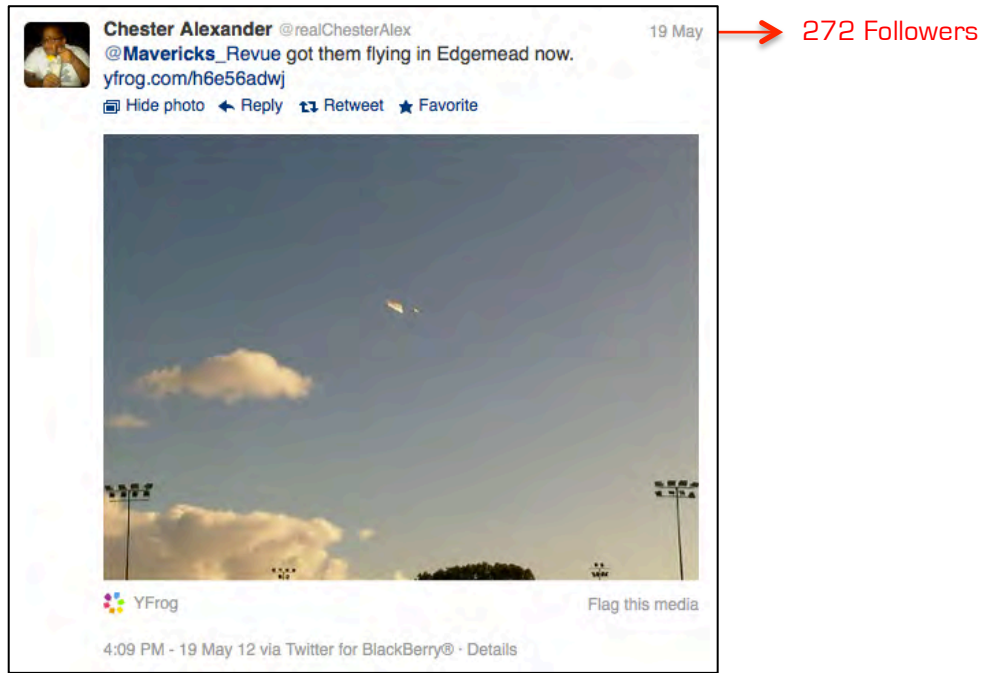 Chester Alexander @realChesterAlex 19 May
272 Followers
@Mavericks_Revue got them flying in Edgemead now.
yfrog.com/h6e56adwj
Hide photo Reply Retweet Favorite
YFrog Flag this media
4:09 PM - 19 May 12 via Twitter for BlackBerry® · Details